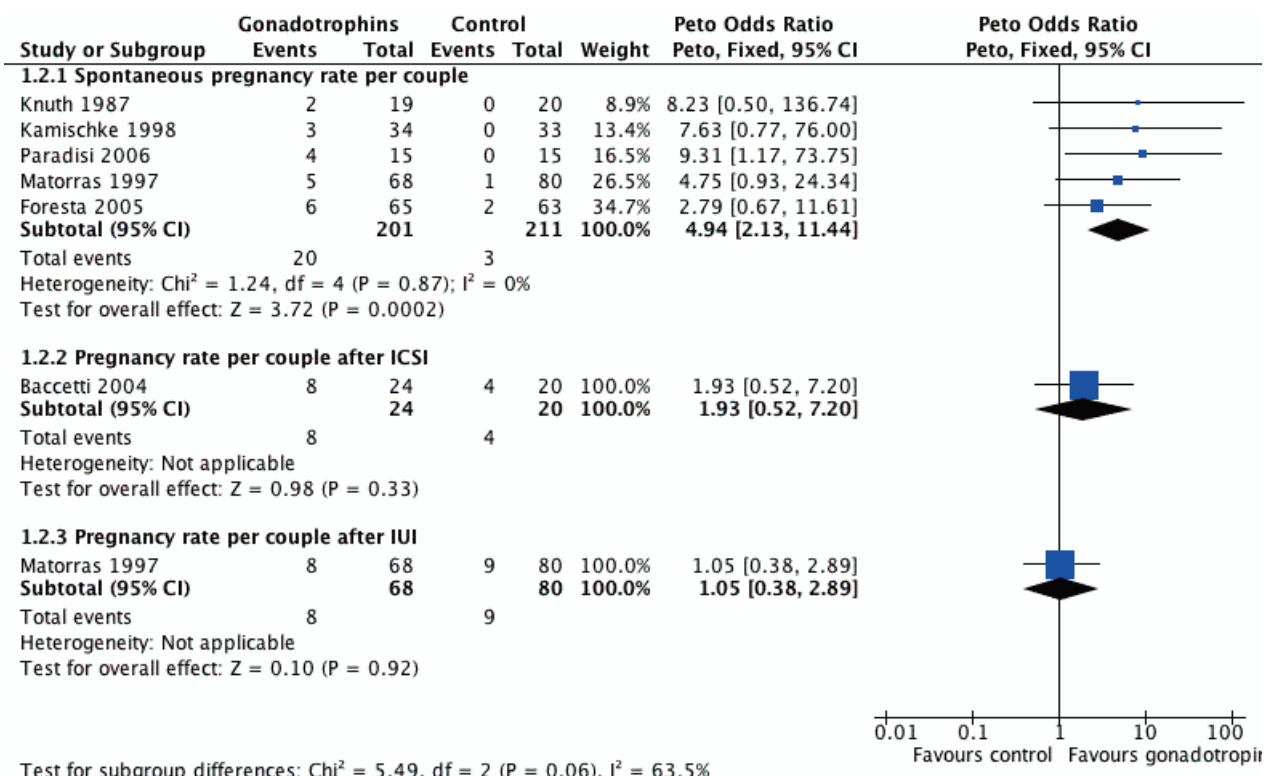 Gonadotrophins Control Peto Odds Ratio Peto Odds Ratio
Study or Subgroup Events Total Events Total Weight Peto, Fixed, 95% CI Peto, Fixed, 95% CI
1.2.1 Spontaneous pregnancy rate per couple
Knuth 1987 2 19 0 20 8.9% 8.23 [0.50, 136.74]
Kamischke 1998 3 34 0 33 13.4% 7.63 [0.77, 76.00]
Paradisi 2006 4 15 0 15 16.5% 9.31 [1.17, 73.75]
Matorras 1997 5 68 1 80 26.5% 4.75 [0.93, 24.34]
Foresta 2005 6 65 2 63 34.7% 2.79 [0.67, 11.61]
Subtotal (95% CI) 201 211 100.0% 4.94 [2.13, 11.44]
Total events 20 3
Heterogeneity: Chi² = 1.24, df = 4 (P = 0.87); I² = 0%
Test for overall effect: Z = 3.72 (P = 0.0002)
1.2.2 Pregnancy rate per couple after ICSI
Baccetti 2004 8 24 4 20 100.0% 1.93 [0.52, 7.20]
Subtotal (95% CI) 24 20 100.0% 1.93 [0.52, 7.20]
Total events 8 4
Heterogeneity: Not applicable
Test for overall effect: Z = 0.98 (P = 0.33)
1.2.3 Pregnancy rate per couple after IUI
Matorras 1997 8 68 9 80 100.0% 1.05 [0.38, 2.89]
Subtotal (95% CI) 68 80 100.0% 1.05 [0.38, 2.89]
Total events 8 9
Heterogeneity: Not applicable
Test for overall effect: Z = 0.10 (P = 0.92)
0.01 0.1 1 10 100
Favours control Favours gonadotropin
Test for subgroup differences: Chi² = 5.49, df = 2 (P = 0.06), I² = 63.5%